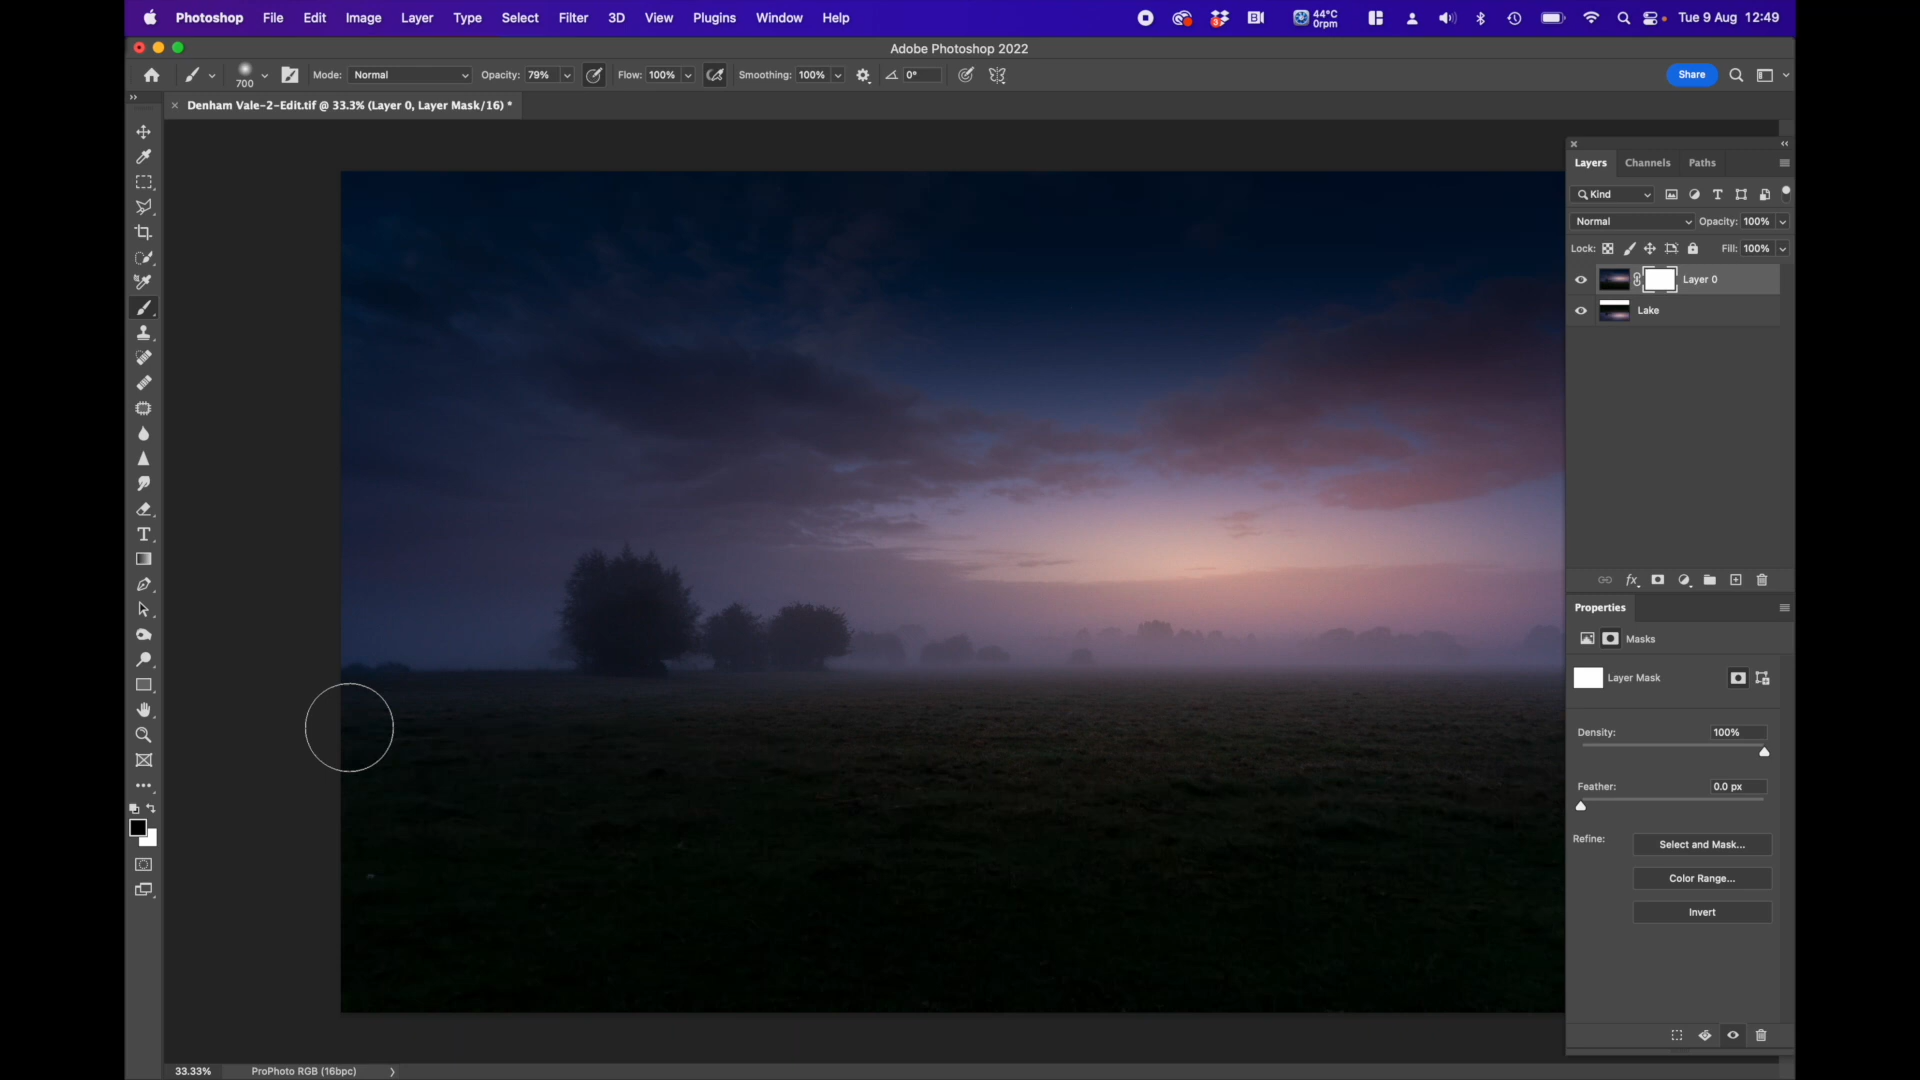 Photoshop File Edit Image Layer Type Select Filter 3D View Plugins Window Help 44°C 0rpm Tue 9 Aug 12:49
Adobe Photoshop 2022
700 Mode: Normal Opacity: 79% Flow: 100% Smoothing: 100% 0° Share
Denham Vale-2-Edit.tif @ 33.3% (Layer 0, Layer Mask/16) *
Layers Channels Paths
Kind
Normal Opacity: 100%
Lock: Fill: 100%
Layer 0
Lake
fx
Properties
Masks
Layer Mask
Density: 100%
Feather: 0.0 px
Refine: Select and Mask...
Color Range...
Invert
33.33% ProPhoto RGB (16bpc)